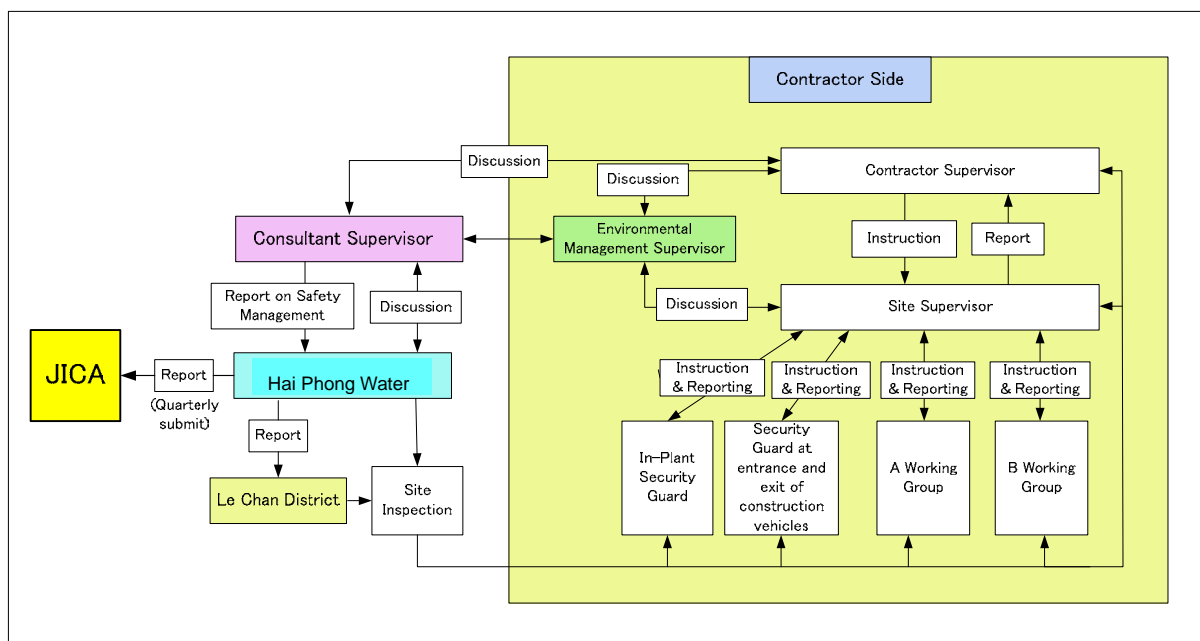 Contractor Side
Discussion
Contractor Supervisor
Discussion
Consultant Supervisor
Environmental
Management Supervisor
Instruction
Report
Report on Safety
Management
Discussion
Discussion
Site Supervisor
JICA
Report
(Quarterly
submit)
Hai Phong Water
Instruction
& Reporting
Instruction
& Reporting
Instruction
& Reporting
Instruction
& Reporting
Report
Le Chan District
Site
Inspection
In-Plant
Security
Guard
Security
Guard at
entrance and
exit of
construction
vehicles
A Working
Group
B Working
Group